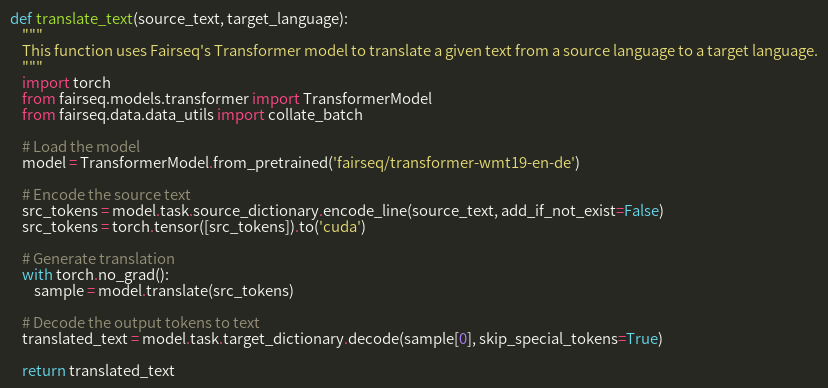 def translate_text(source_text, target_language):
    """
    This function uses Fairseq's Transformer model to translate a given text from a source language to a target language.
    """
    import torch
    from fairseq.models.transformer import TransformerModel
    from fairseq.data.data_utils import collate_batch

    # Load the model
    model = TransformerModel.from_pretrained('fairseq/transformer-wmt19-en-de')

    # Encode the source text
    src_tokens = model.task.source_dictionary.encode_line(source_text, add_if_not_exist=False)
    src_tokens = torch.tensor([src_tokens]).to('cuda')

    # Generate translation
    with torch.no_grad():
        sample = model.translate(src_tokens)

    # Decode the output tokens to text
    translated_text = model.task.target_dictionary.decode(sample[0], skip_special_tokens=True)

    return translated_text